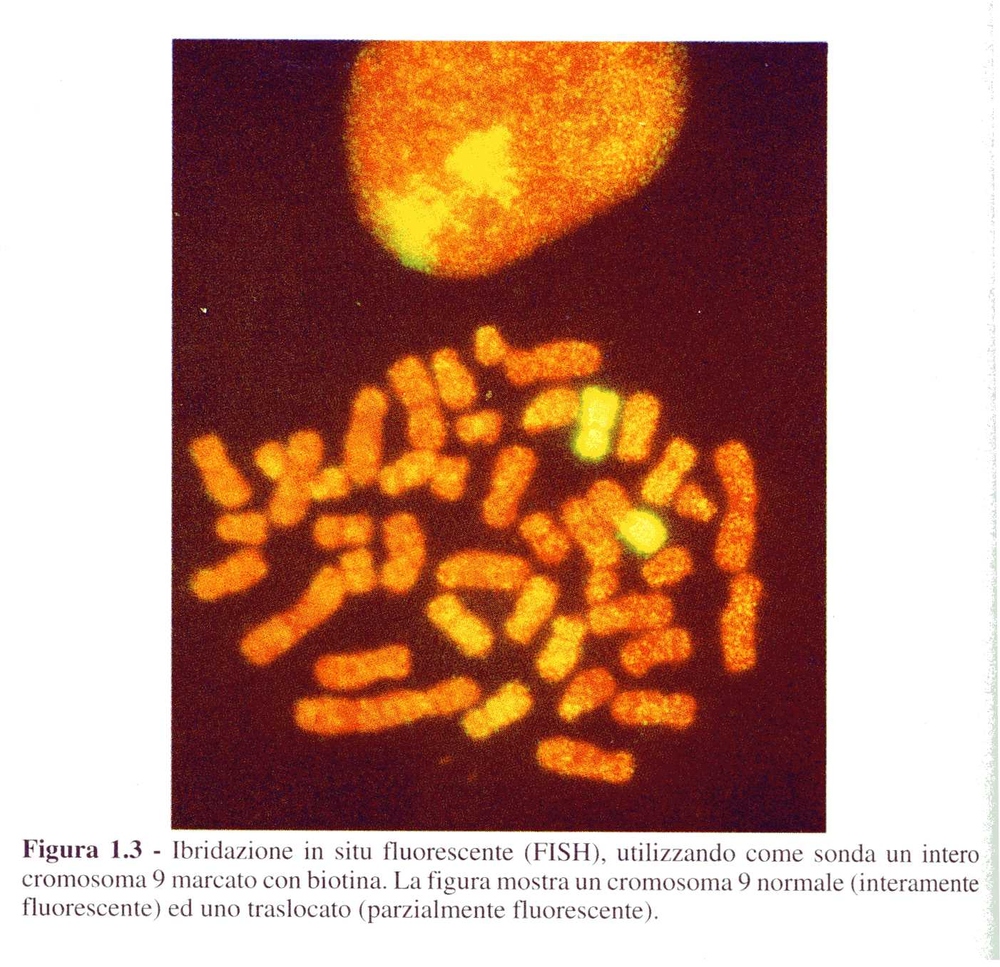 Figura 1.3 - Ibridazione in situ fluorescente (FISH), utilizzando come sonda un intero
cromosoma 9 marcato con biotina. La figura mostra un cromosoma 9 normale (interamente
fluorescente) ed uno traslocato (parzialmente fluorescente).